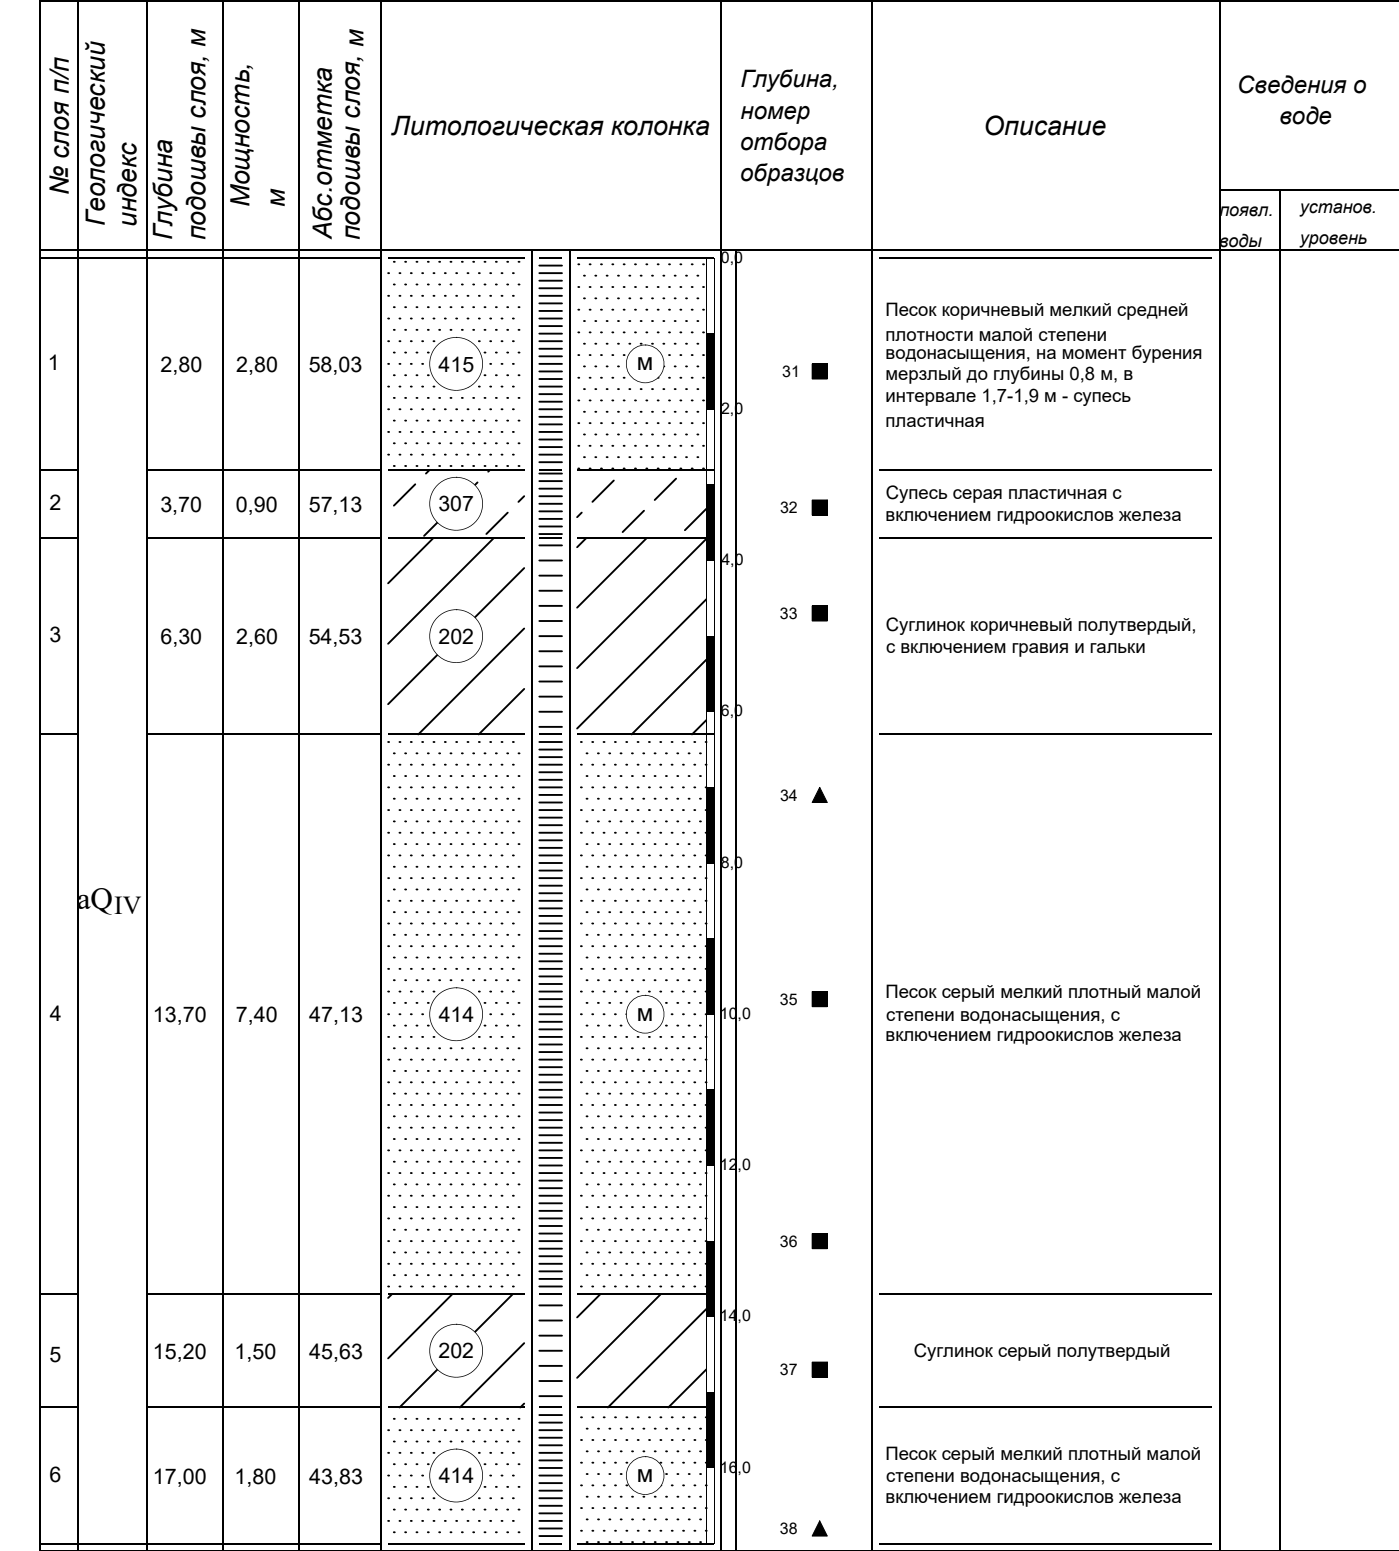 № слоя п/п
Геологический
индекс
Глубина
подошвы слоя, м
Мощность,
м
Абс.отметка
подошвы слоя, м
Литологическая колонка
Глубина,
номер
отбора
образцов
Описание
Сведения о
воде
появл.
воды
установ.
уровень
0,0
1
2,80
2,80
58,03
415
М
31
Песок коричневый мелкий средней
плотности малой степени
водонасыщения, на момент бурения
мерзлый до глубины 0,8 м, в
интервале 1,7-1,9 м - супесь
пластичная
2,0
2
3,70
0,90
57,13
307
32
Супесь серая пластичная с
включением гидроокислов железа
4,0
3
6,30
2,60
54,53
202
33
Суглинок коричневый полутвердый,
с включением гравия и гальки
6,0
34
8,0
aQIV
4
13,70
7,40
47,13
414
М
35
10,0
Песок серый мелкий плотный малой
степени водонасыщения, с
включением гидроокислов железа
12,0
36
14,0
5
15,20
1,50
45,63
202
37
Суглинок серый полутвердый
6
17,00
1,80
43,83
414
М
16,0
Песок серый мелкий плотный малой
степени водонасыщения, с
включением гидроокислов железа
38